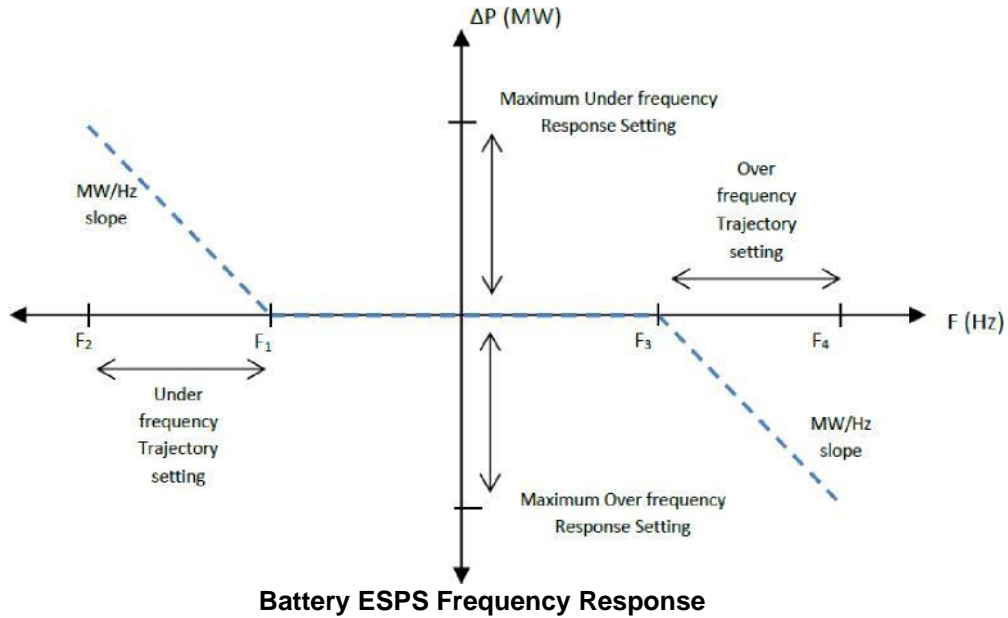 ΔP (MW)
Maximum Under frequency
Response Setting
MW/Hz
slope
Over
frequency
Trajectory
setting
F₂
F₁
F₃
F₄
F (Hz)
Under
frequency
Trajectory
setting
MW/Hz
slope
Maximum Over frequency
Response Setting
Battery ESPS Frequency Response